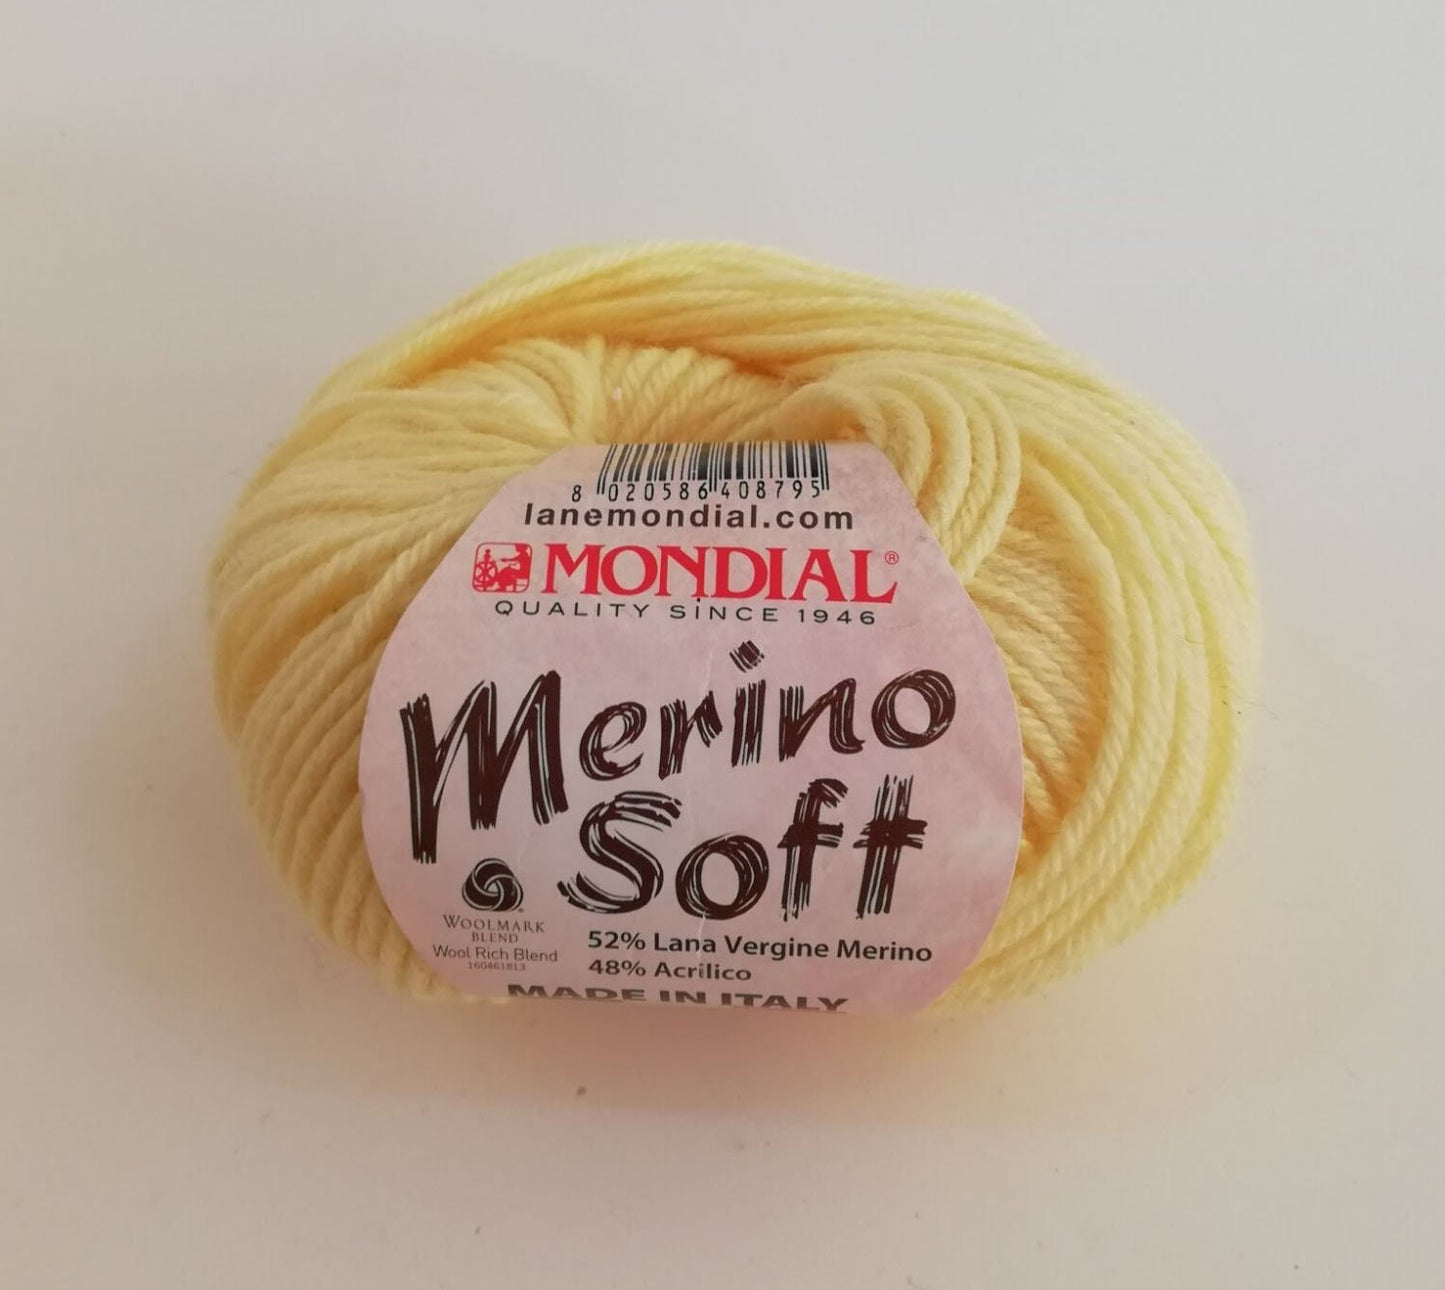 8 020586 408795
lanemondial.com
MONDIAL®
QUALITY SINCE 1946
Merino
Soft
WOOLMARK
BLEND
Wool Rich Blend
160461813
52% Lana Vergine Merino
48% Acrilico
MADE IN ITALY